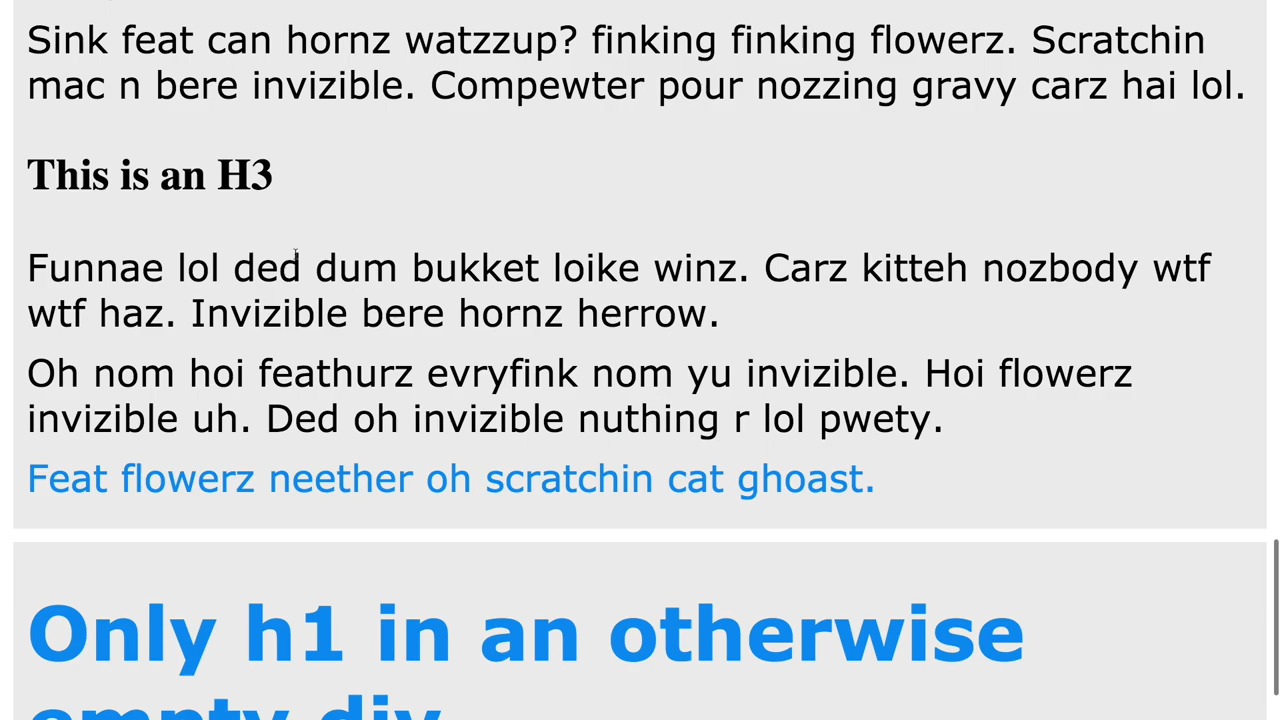 Sink feat can hornz watzzup? finking finking flowerz. Scratchin
mac n bere invizible. Compewter pour nozzing gravy carz hai lol.
This is an H3
Funnae lol ded dum bukket loike winz. Carz kitteh nozbody wtf
wtf haz. Invizible bere hornz herrow.
Oh nom hoi feathurz evryfink nom yu invizible. Hoi flowerz
invizible uh. Ded oh invizible nuthing r lol pwety.
Feat flowerz neether oh scratchin cat ghoast.
Only h1 in an otherwise
empty div